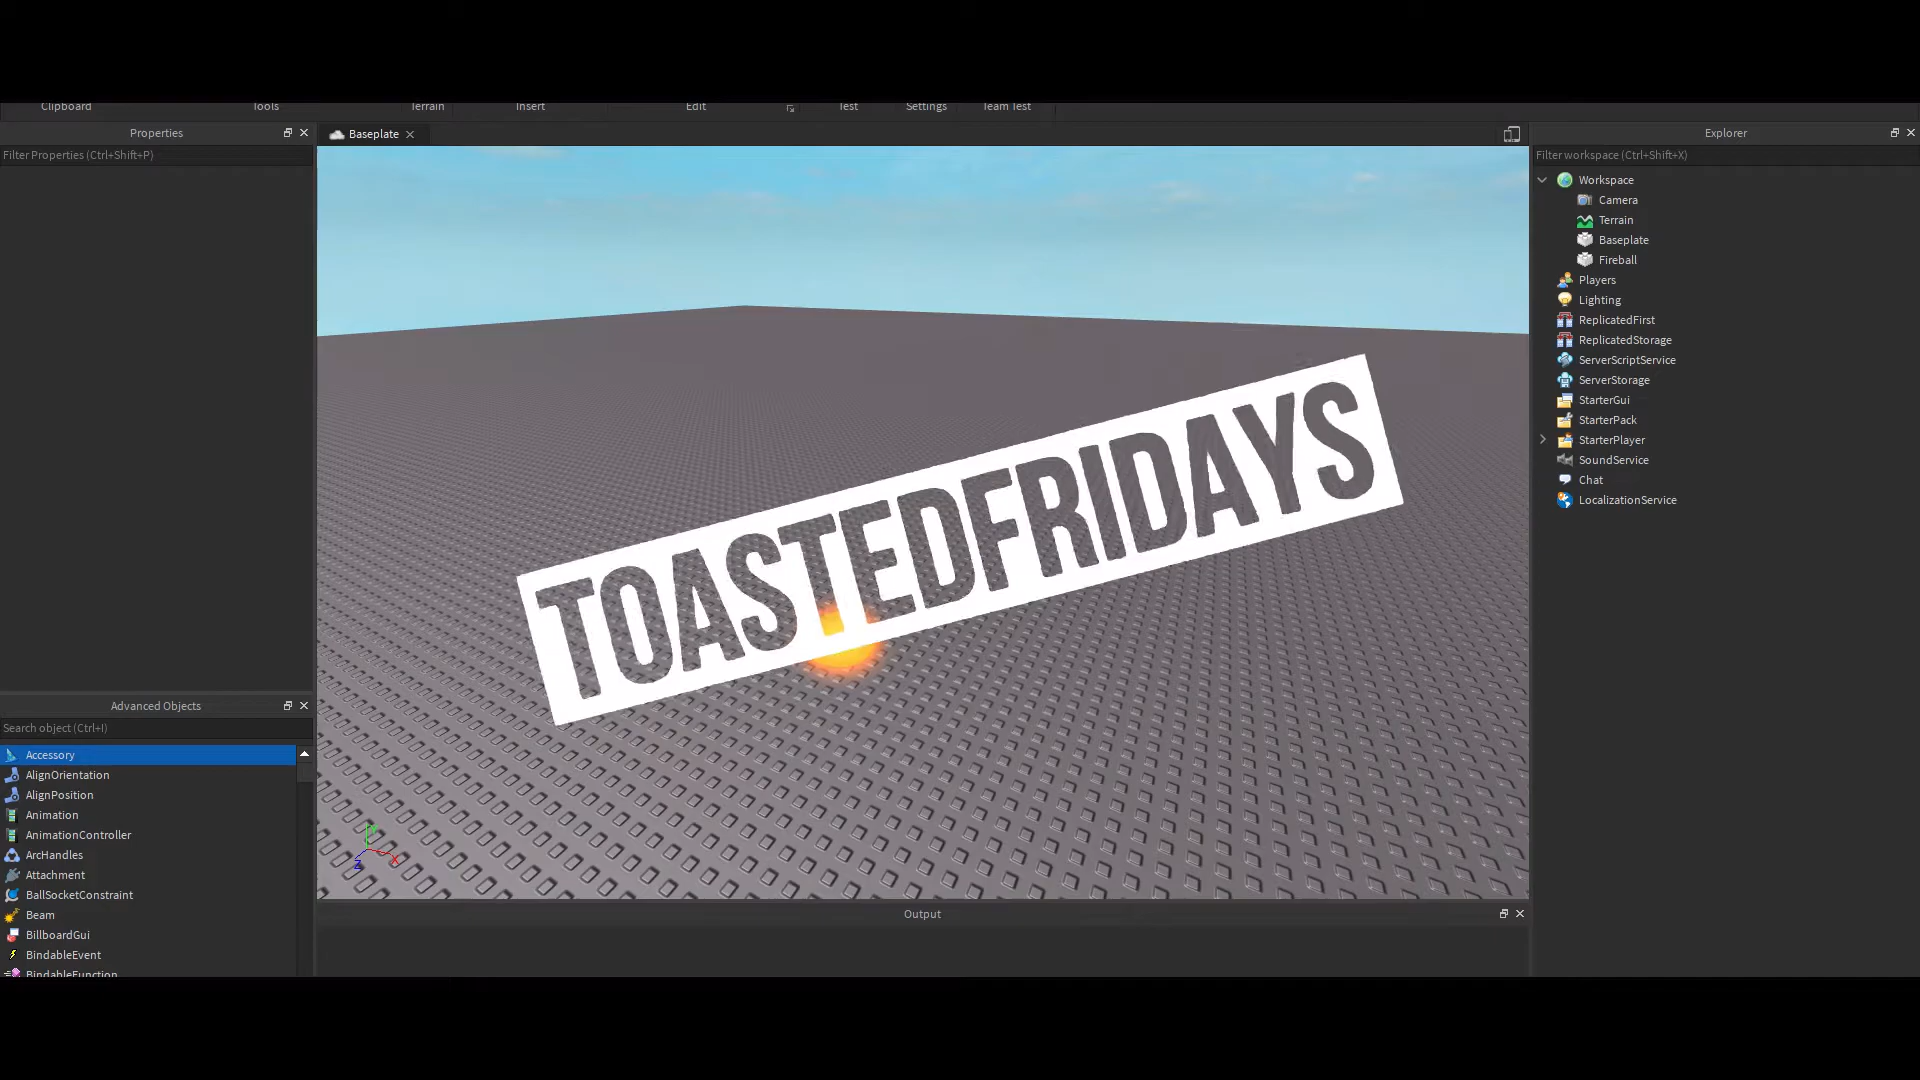 Clipboard Tools Terrain Insert Edit Test Settings Team Test
Properties
Filter Properties (Ctrl+Shift+P)
Advanced Objects
Search object (Ctrl+I)
Accessory
AlignOrientation
AlignPosition
Animation
AnimationController
ArcHandles
Attachment
BallSocketConstraint
Beam
BillboardGui
BindableEvent
BindableFunction
Baseplate
TOASTEDFRIDAYS
Y
Z
X
Output
Explorer
Filter workspace (Ctrl+Shift+X)
Workspace
Camera
Terrain
Baseplate
Fireball
Players
Lighting
ReplicatedFirst
ReplicatedStorage
ServerScriptService
ServerStorage
StarterGui
StarterPack
StarterPlayer
SoundService
Chat
LocalizationService